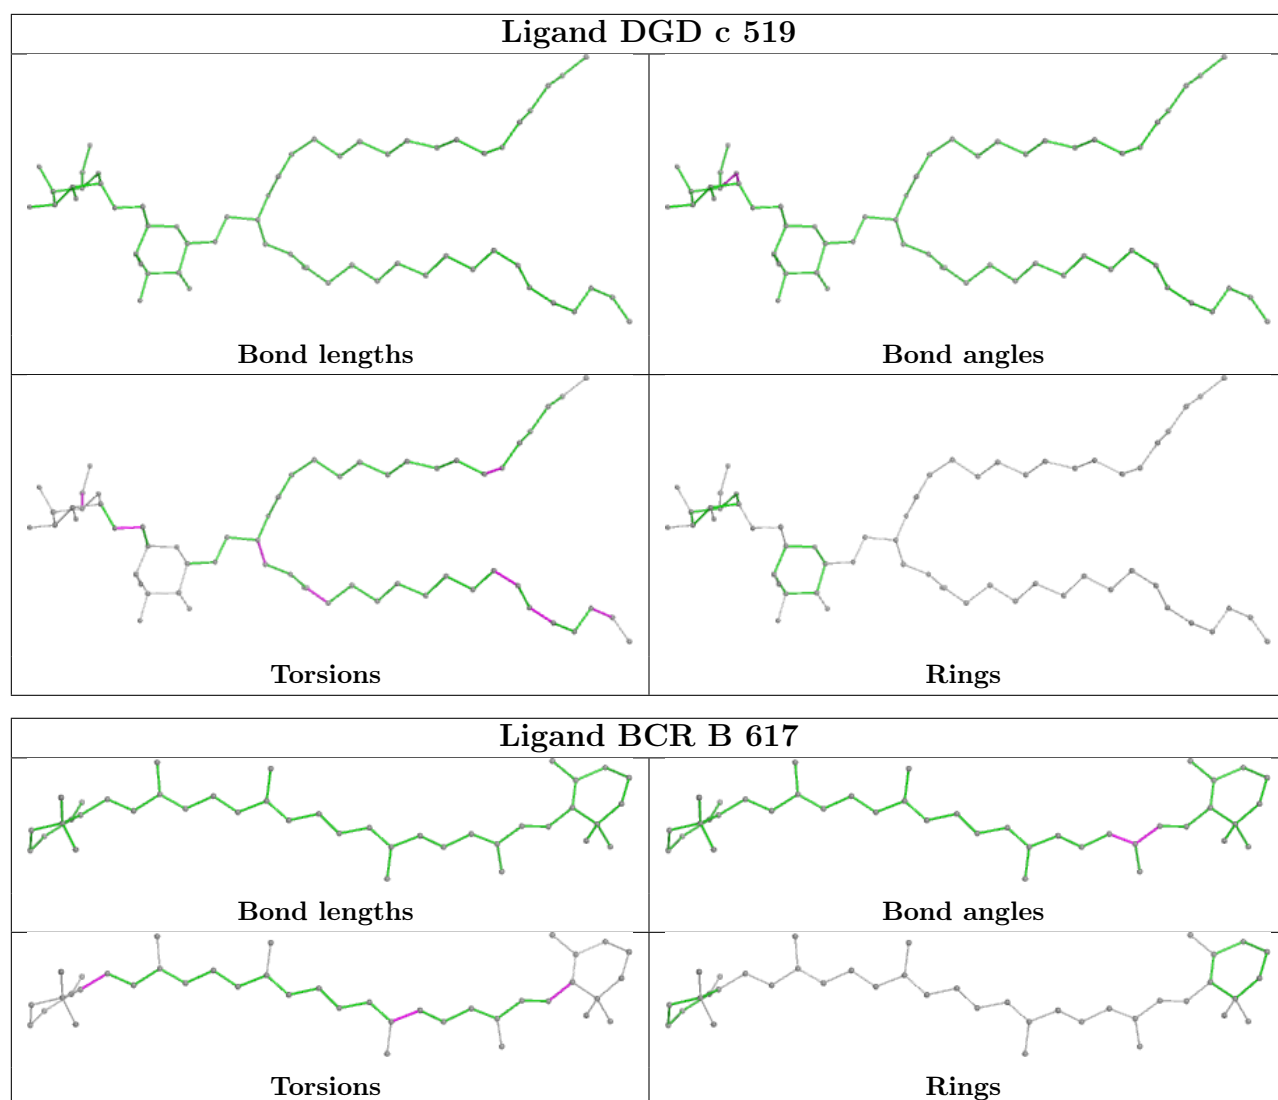 Ligand DGD c 519
Bond lengths
Bond angles
Torsions
Rings
Ligand BCR B 617
Bond lengths
Bond angles
Torsions
Rings